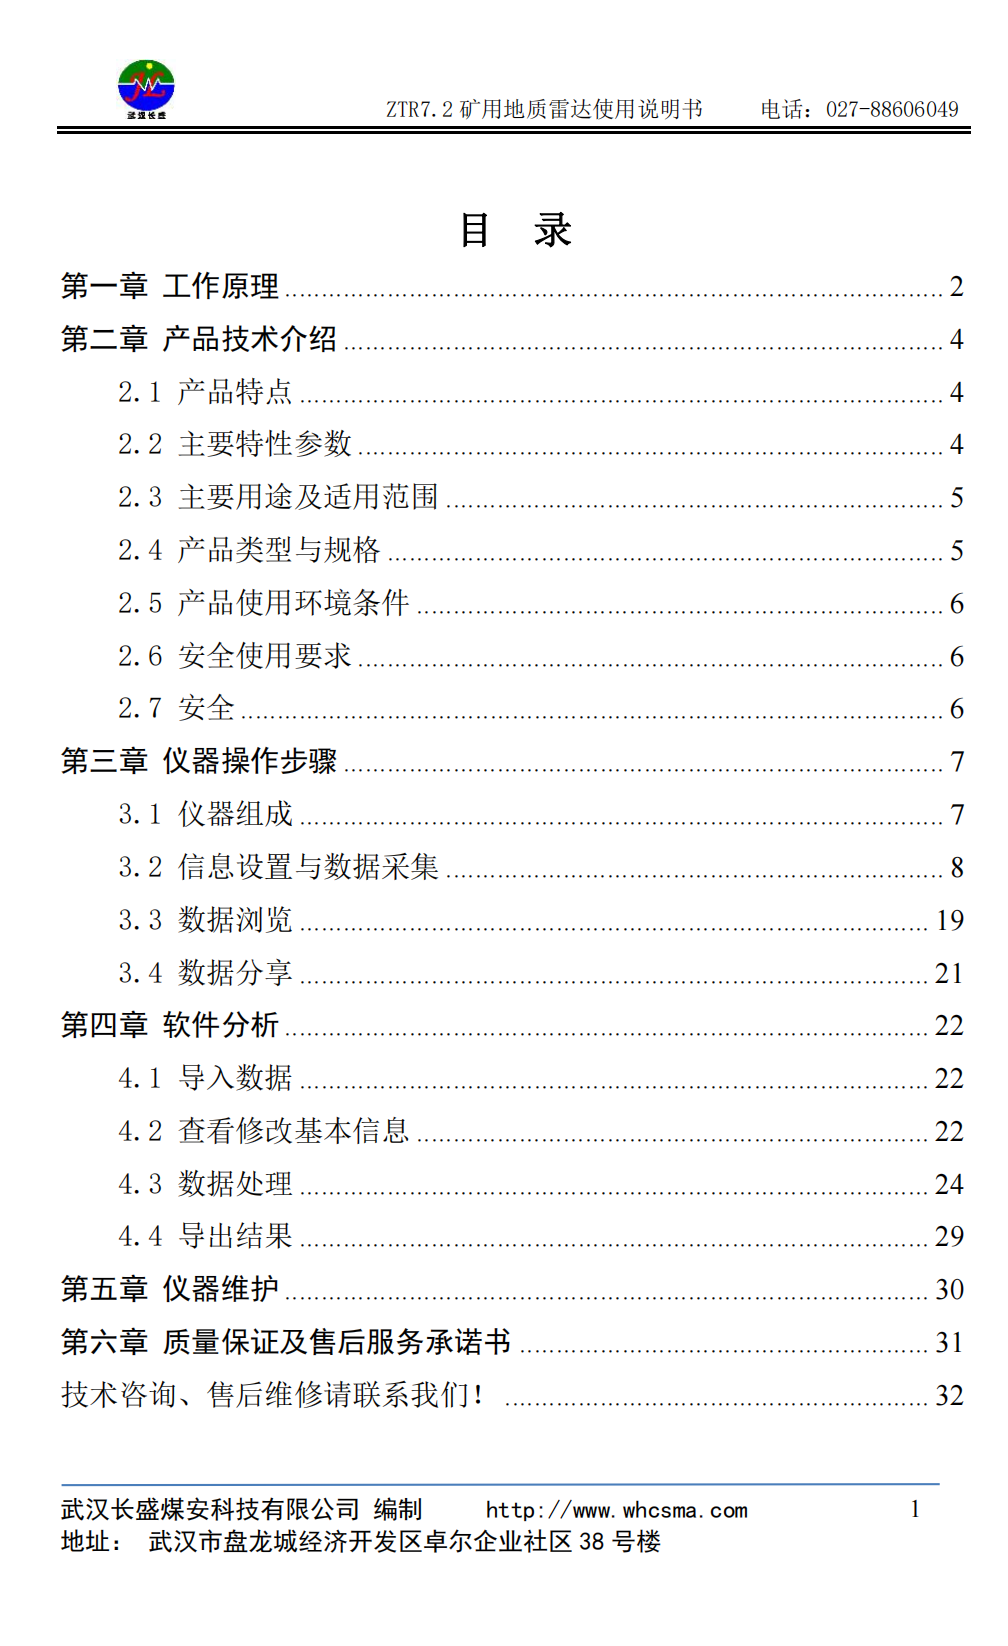 JL
武汉长盛
ZTR7.2 矿用地质雷达使用说明书 电话：027-88606049
目 录
第一章 工作原理 2
第二章 产品技术介绍 4
2.1 产品特点 4
2.2 主要特性参数 4
2.3 主要用途及适用范围 5
2.4 产品类型与规格 5
2.5 产品使用环境条件 6
2.6 安全使用要求 6
2.7 安全 6
第三章 仪器操作步骤 7
3.1 仪器组成 7
3.2 信息设置与数据采集 8
3.3 数据浏览 19
3.4 数据分享 21
第四章 软件分析 22
4.1 导入数据 22
4.2 查看修改基本信息 22
4.3 数据处理 24
4.4 导出结果 29
第五章 仪器维护 30
第六章 质量保证及售后服务承诺书 31
技术咨询、售后维修请联系我们！ 32
武汉长盛煤安科技有限公司 编制 http://www.whcsma.com 1
地址： 武汉市盘龙城经济开发区卓尔企业社区 38 号楼